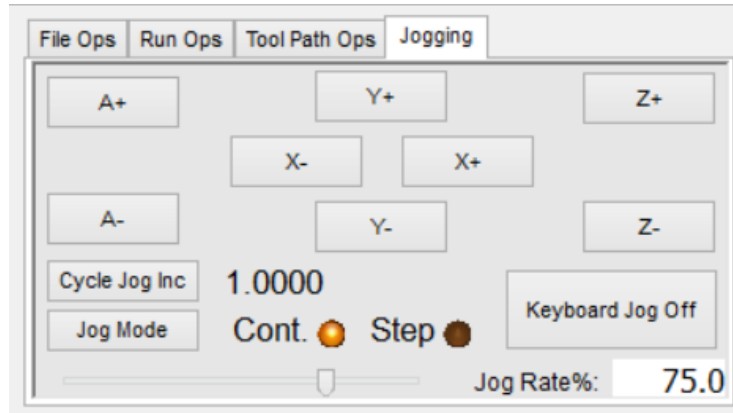 File Ops Run Ops Tool Path Ops Jogging
A+ Y+ Z+
X- X+
A- Y- Z-
Cycle Jog Inc 1.0000
Keyboard Jog Off
Jog Mode Cont. Step
Jog Rate%: 75.0